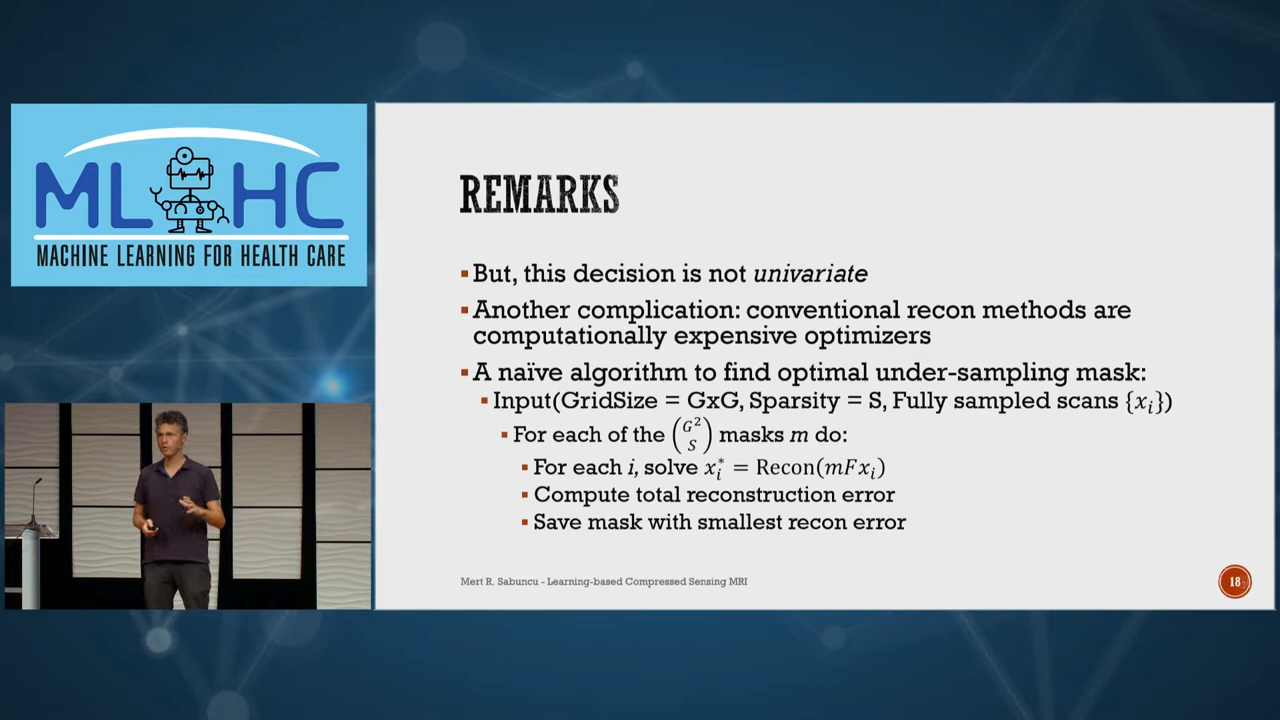 ML HC
MACHINE LEARNING FOR HEALTH CARE
REMARKS
▪But, this decision is not univariate
▪Another complication: conventional recon methods are
computationally expensive optimizers
▪A naïve algorithm to find optimal under-sampling mask:
▪Input(GridSize = GxG, Sparsity = S, Fully sampled scans {xᵢ})
▪For each of the (G² S) masks m do:
▪For each i, solve xᵢ* = Recon(mFxᵢ)
▪Compute total reconstruction error
▪Save mask with smallest recon error
Mert R. Sabuncu - Learning-based Compressed Sensing MRI
18